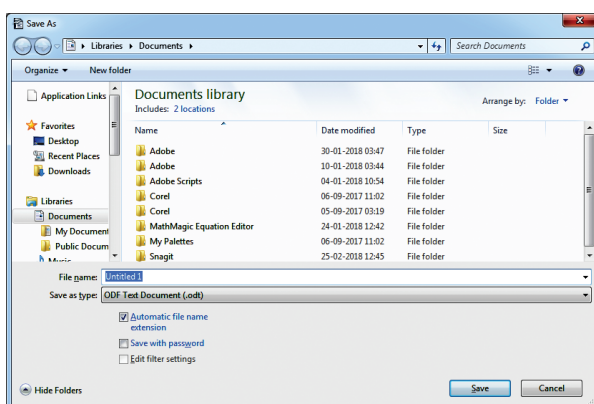 Save As
Libraries Documents
Search Documents
Organize New folder
Application Links
Favorites
Desktop
Recent Places
Downloads
Libraries
Documents
My Document
Public Docum
Music
Documents library
Includes: 2 locations
Arrange by: Folder
Name Date modified Type Size
Adobe 30-01-2018 03:47 File folder
Adobe 10-01-2018 03:44 File folder
Adobe Scripts 04-01-2018 10:54 File folder
Corel 06-09-2017 11:02 File folder
Corel 05-09-2017 03:19 File folder
MathMagic Equation Editor 24-01-2018 12:42 File folder
My Palettes 06-09-2017 11:02 File folder
Snagit 25-02-2018 12:45 File folder
File name: Untitled 1
Save as type: ODF Text Document (.odt)
Automatic file name
extension
Save with password
Edit filter settings
Hide Folders
Save Cancel